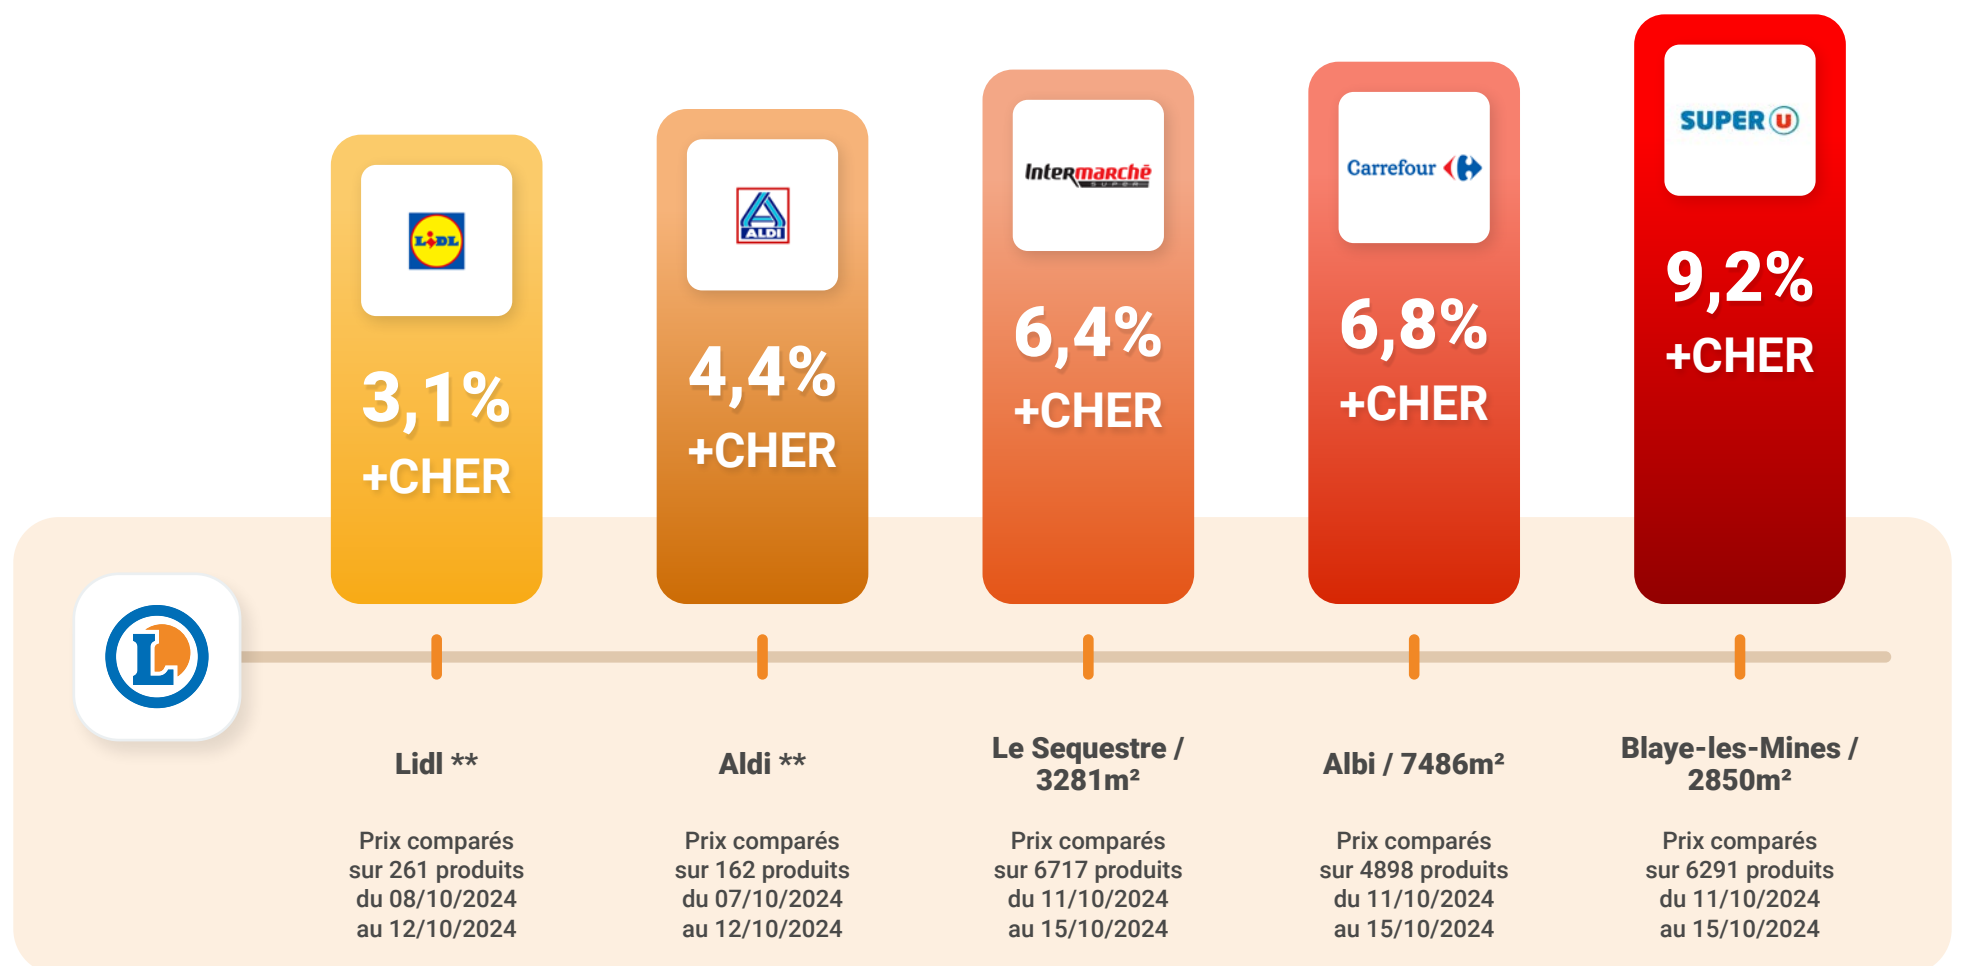 LiDL
3,1%
+CHER
ALDI
4,4%
+CHER
Intermarchē
SUPER
6,4%
+CHER
Carrefour
6,8%
+CHER
SUPER U
9,2%
+CHER
L
Lidl **
Prix comparés
sur 261 produits
du 08/10/2024
au 12/10/2024
Aldi **
Prix comparés
sur 162 produits
du 07/10/2024
au 12/10/2024
Le Sequestre /
3281m²
Prix comparés
sur 6717 produits
du 11/10/2024
au 15/10/2024
Albi / 7486m²
Prix comparés
sur 4898 produits
du 11/10/2024
au 15/10/2024
Blaye-les-Mines /
2850m²
Prix comparés
sur 6291 produits
du 11/10/2024
au 15/10/2024